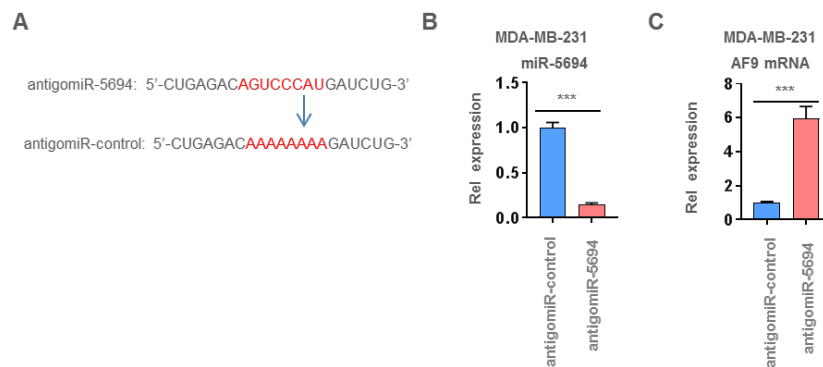 A
antigomiR-5694: 5'-CUGAGACAGUCCCAUGAUCUG-3'
antigomiR-control: 5'-CUGAGACAAAAAAAAGAUCUG-3'
B
MDA-MB-231
miR-5694
Rel expression
1.5
1.0
0.5
0.0
***
antigomiR-control
antigomiR-5694
C
MDA-MB-231
AF9 mRNA
Rel expression
8
6
4
2
0
***
antigomiR-control
antigomiR-5694